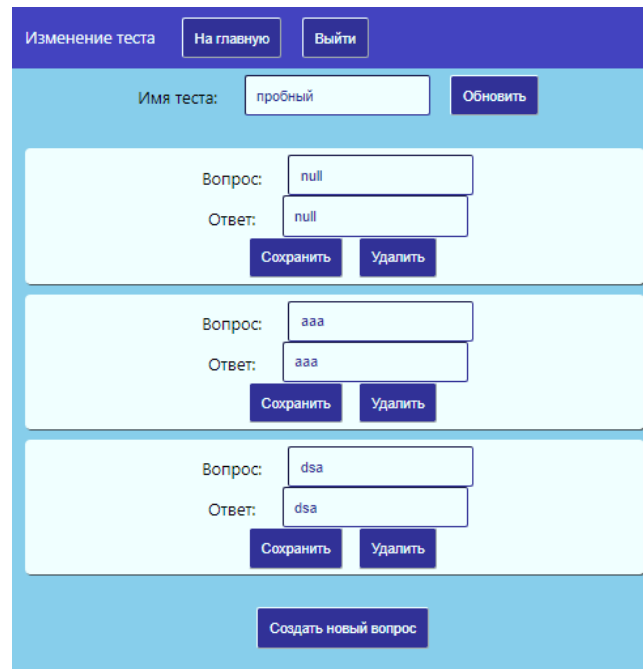 Изменение теста На главную Выйти
Имя теста: пробный Обновить
Вопрос: null
Ответ: null
Сохранить Удалить
Вопрос: aaa
Ответ: aaa
Сохранить Удалить
Вопрос: dsa
Ответ: dsa
Сохранить Удалить
Создать новый вопрос